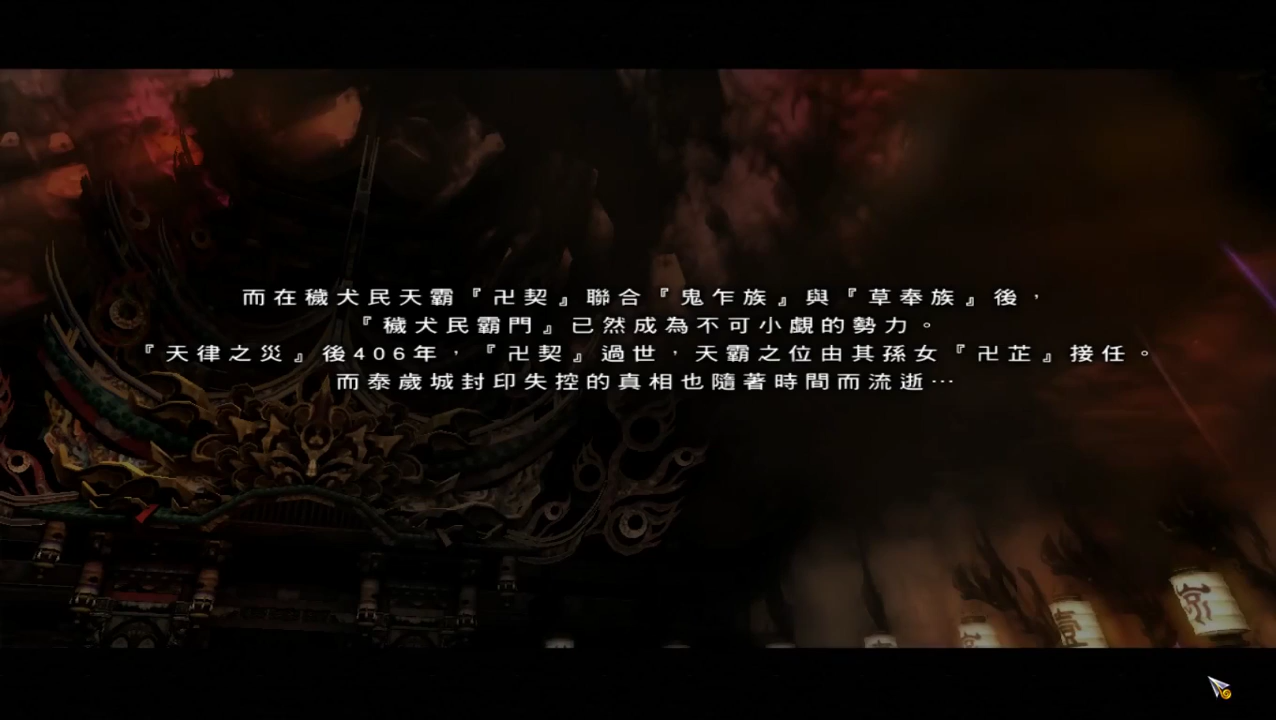 而在穢犬民天霸『卍契』聯合『鬼乍族』與『草奉族』後，
『穢犬民霸門』已然成為不可小覷的勢力。
『天律之災』後406年，『卍契』過世，天霸之位由其孫女『卍芷』接任。
而泰歲城封印失控的真相也隨著時間而流逝…
京
壹